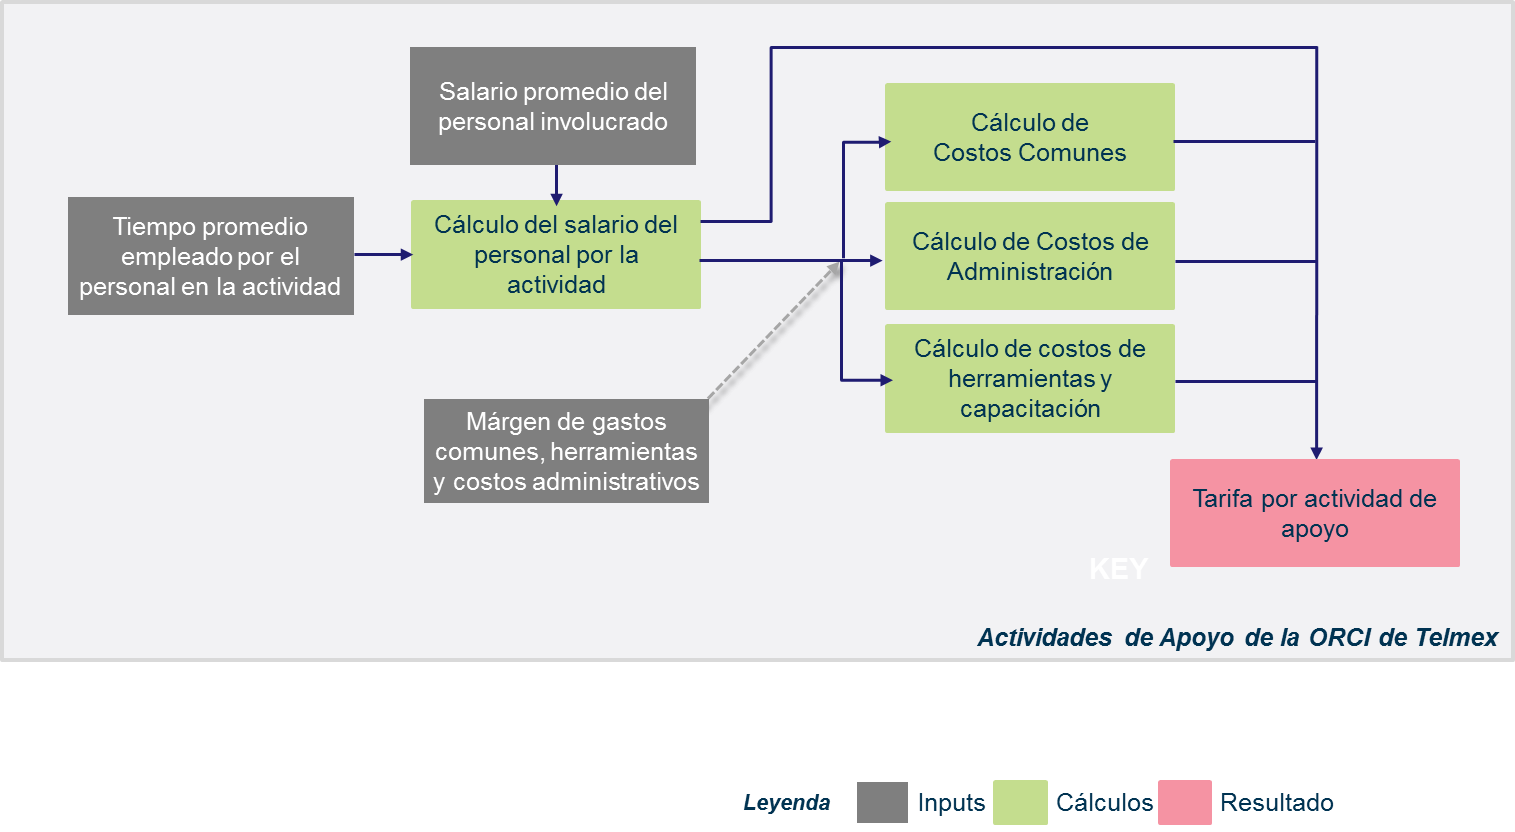 Salario promedio del
personal involucrado
Tiempo promedio
empleado por el
personal en la actividad
Cálculo del salario del
personal por la
actividad
Márgen de gastos
comunes, herramientas
y costos administrativos
Cálculo de
Costos Comunes
Cálculo de Costos de
Administración
Cálculo de costos de
herramientas y
capacitación
Tarifa por actividad de
apoyo
KEY
Actividades de Apoyo de la ORCI de Telmex
Leyenda Inputs Cálculos Resultado